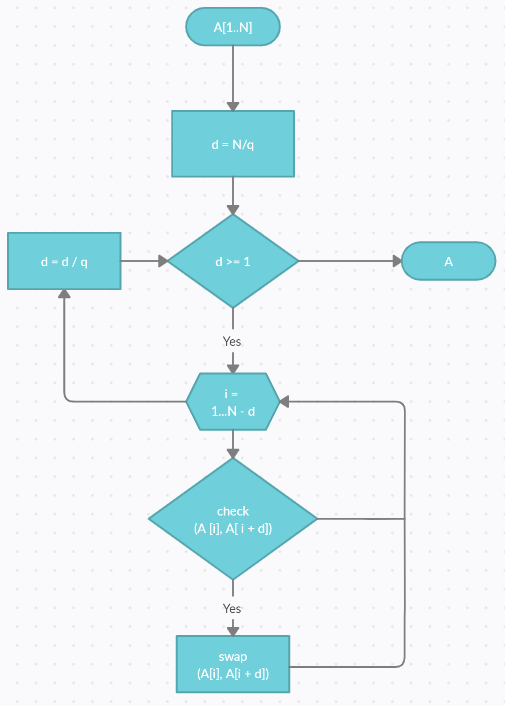 A[1..N]
d = N/q
d = d / q
d >= 1
A
Yes
i =
1...N - d
check
(A [i], A[ i + d])
Yes
swap
(A[i], A[i + d])